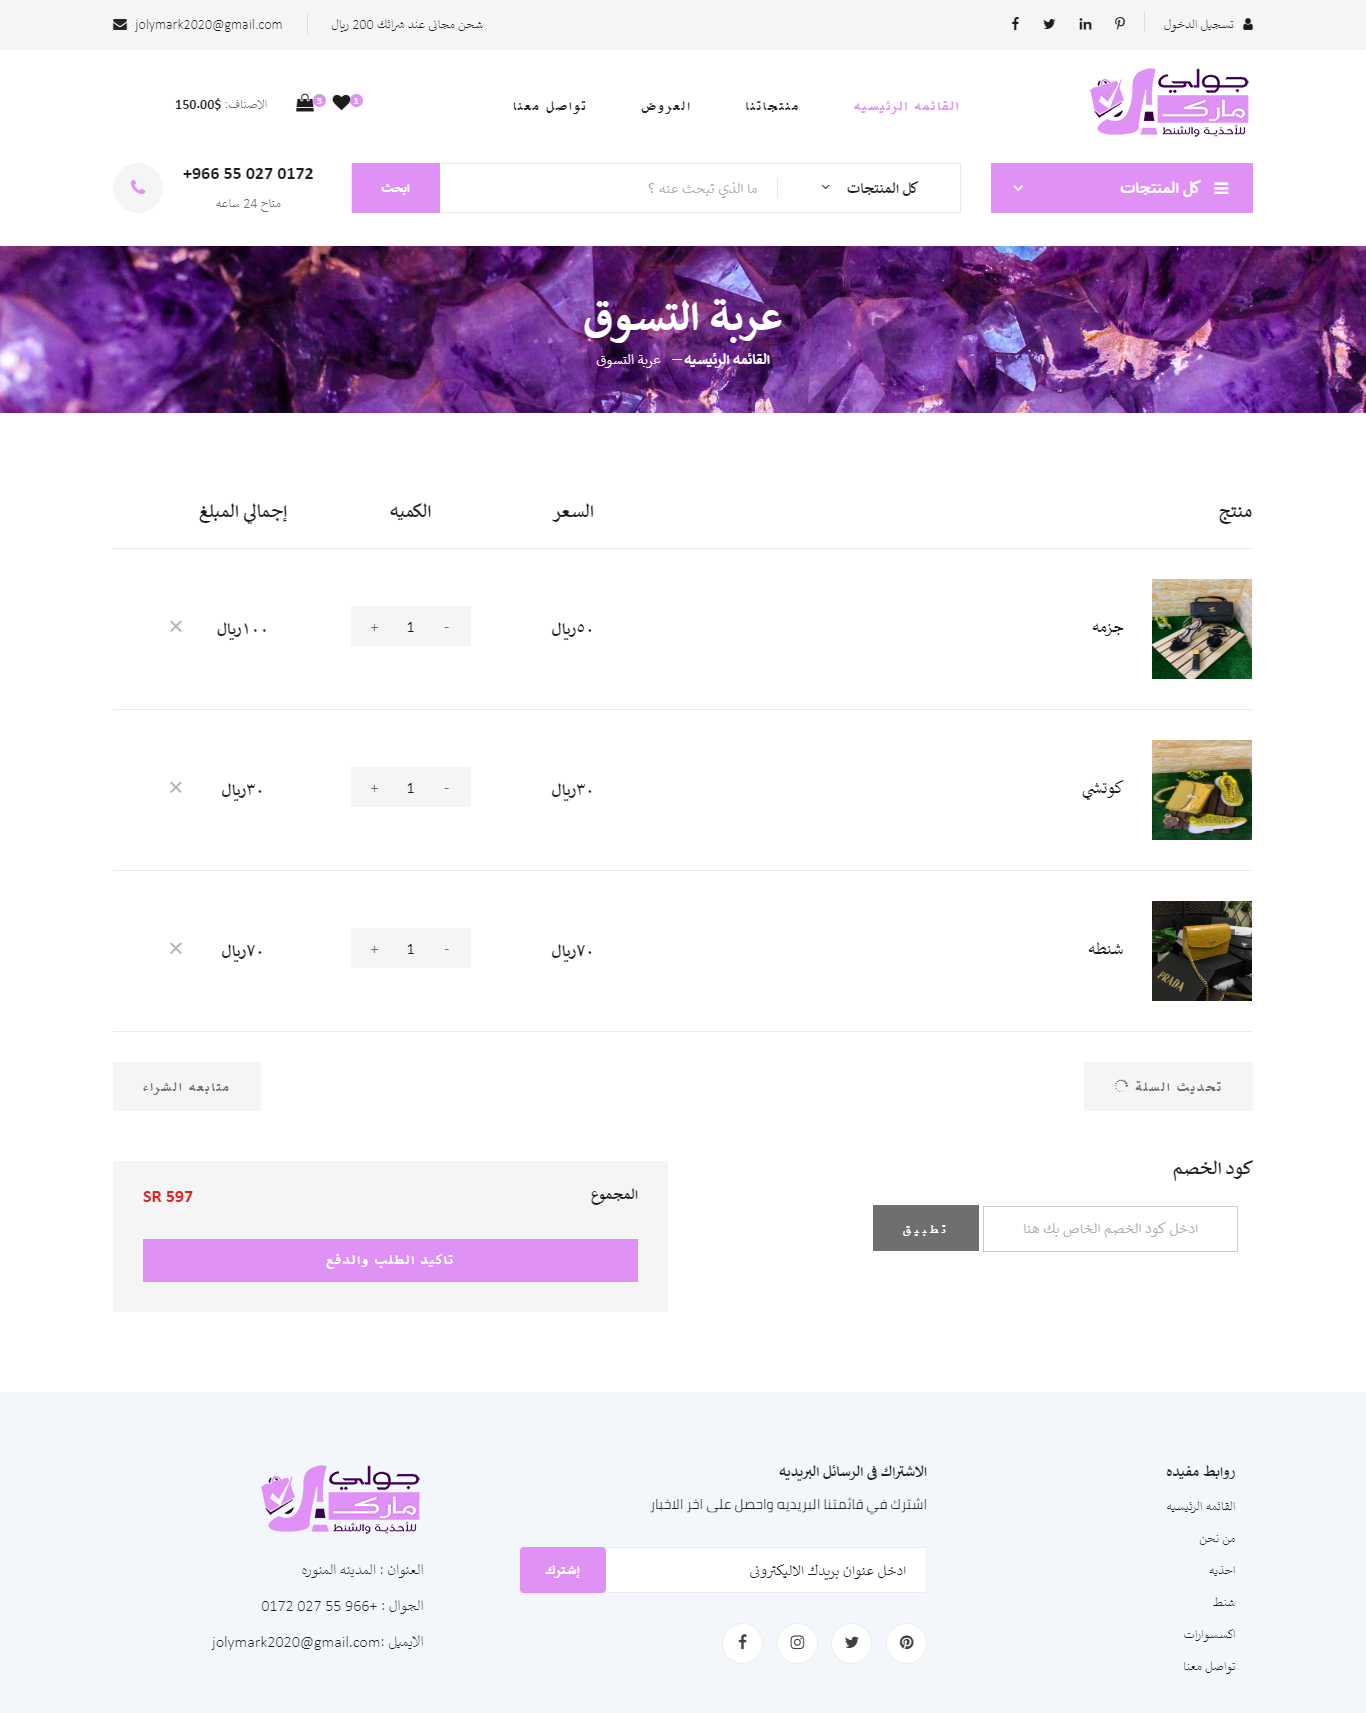 تسجيل الدخول
شحن مجانى عند شرائك 200 ريال
jolymark2020@gmail.com
جولي
ماركـ
للأحذية والشنط
القائمه الرئيسيه
منتجاتنا
العروض
تواصل معنا
1
3
الاصناف: $150.00
كل المنتجات
كل المنتجات
ما الذي تبحث عنه ؟
ابحث
+966 55 027 0172
متاح 24 ساعه
عربة التسوق
القائمه الرئيسيه — عربة التسوق
منتج
السعر
الكميه
إجمالي المبلغ
جزمه
٥٠ريال
- 1 +
١٠٠ريال
كوتشي
٣٠ريال
- 1 +
٣٠ريال
PRADA
شنطه
٧٠ريال
- 1 +
٧٠ريال
تحديث السلة
متابعه الشراء
كود الخصم
ادخل كود الخصم الخاص بك هنا
تطبيق
المجموع
SR 597
تاكيد الطلب والدفع
روابط مفيده
القائمه الرئيسيه
من نحن
احذيه
شنط
اكسسوارات
تواصل معنا
الاشتراك فى الرسائل البريديه
اشترك في قائمتنا البريديه واحصل على اخر الاخبار
ادخل عنوان بريدك الاليكترونى
إشترك
جولي
ماركـ
للأحذية والشنط
العنوان : المدينه المنوره
الجوال : +966 55 027 0172
الايميل :jolymark2020@gmail.com